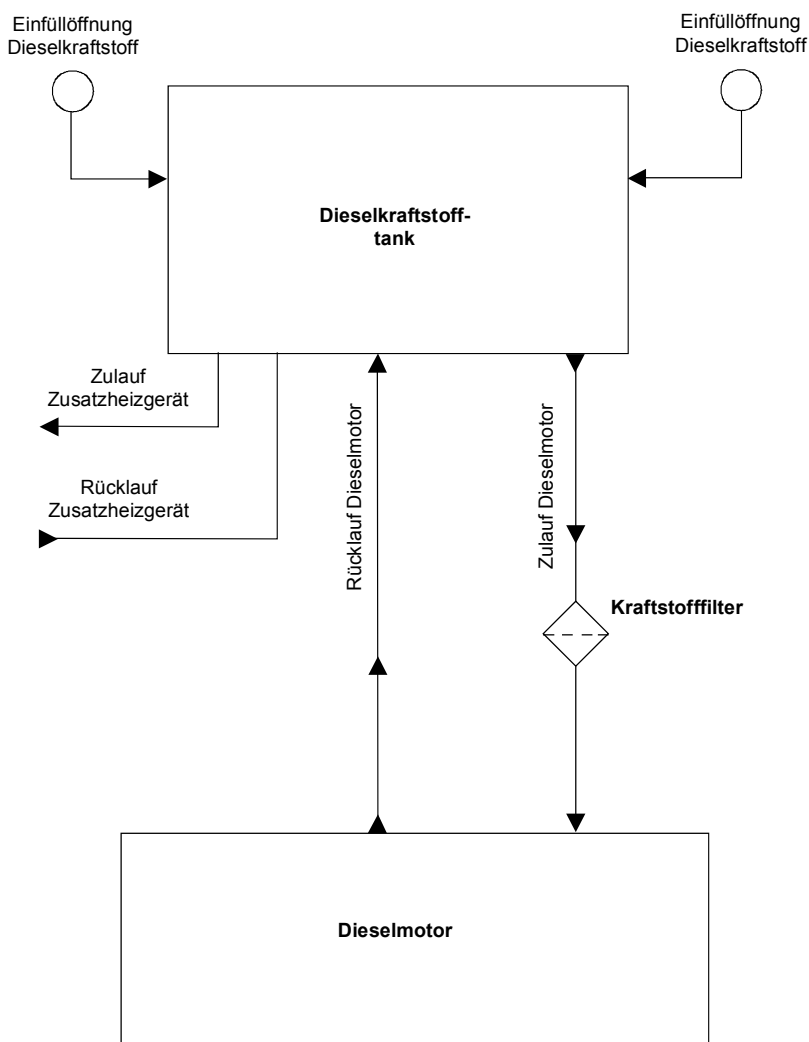 Einfüllöffnung
Dieselkraftstoff
Einfüllöffnung
Dieselkraftstoff
Dieselkraftstoff-
tank
Zulauf
Zusatzheizgerät
Rücklauf
Zusatzheizgerät
Rücklauf Dieselmotor
Zulauf Dieselmotor
Kraftstofffilter
Dieselmotor